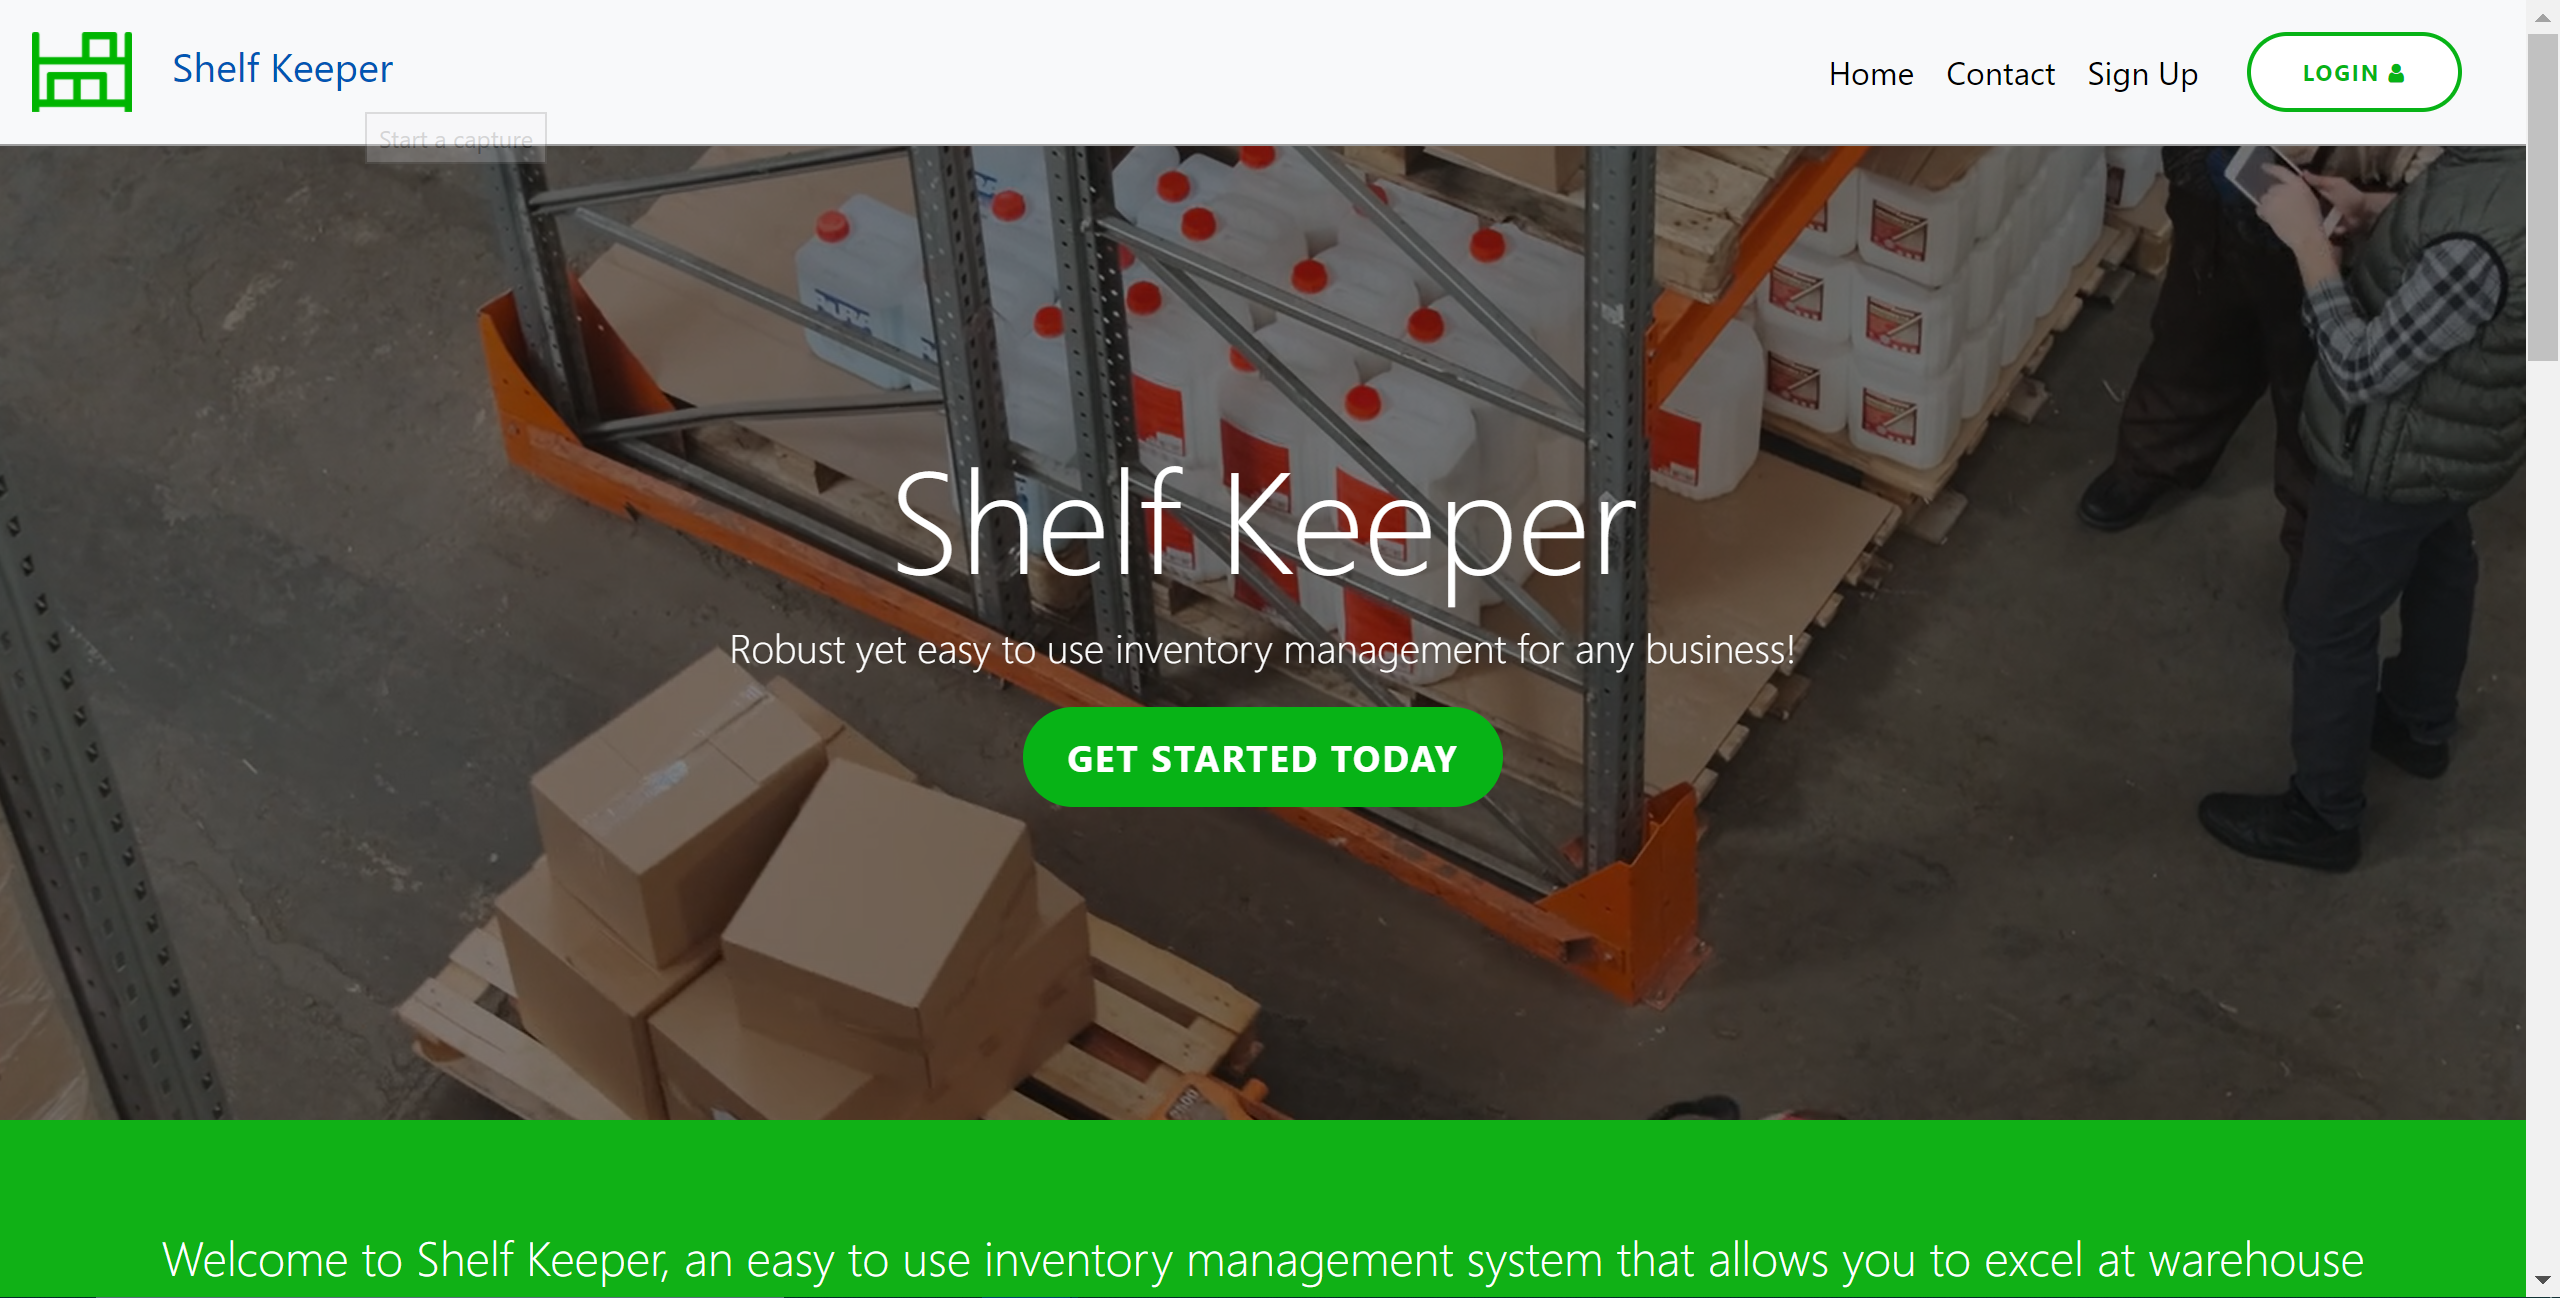 Shelf Keeper
Home Contact Sign Up LOGIN
Start a capture
Shelf Keeper
Robust yet easy to use inventory management for any business!
GET STARTED TODAY
Welcome to Shelf Keeper, an easy to use inventory management system that allows you to excel at warehouse